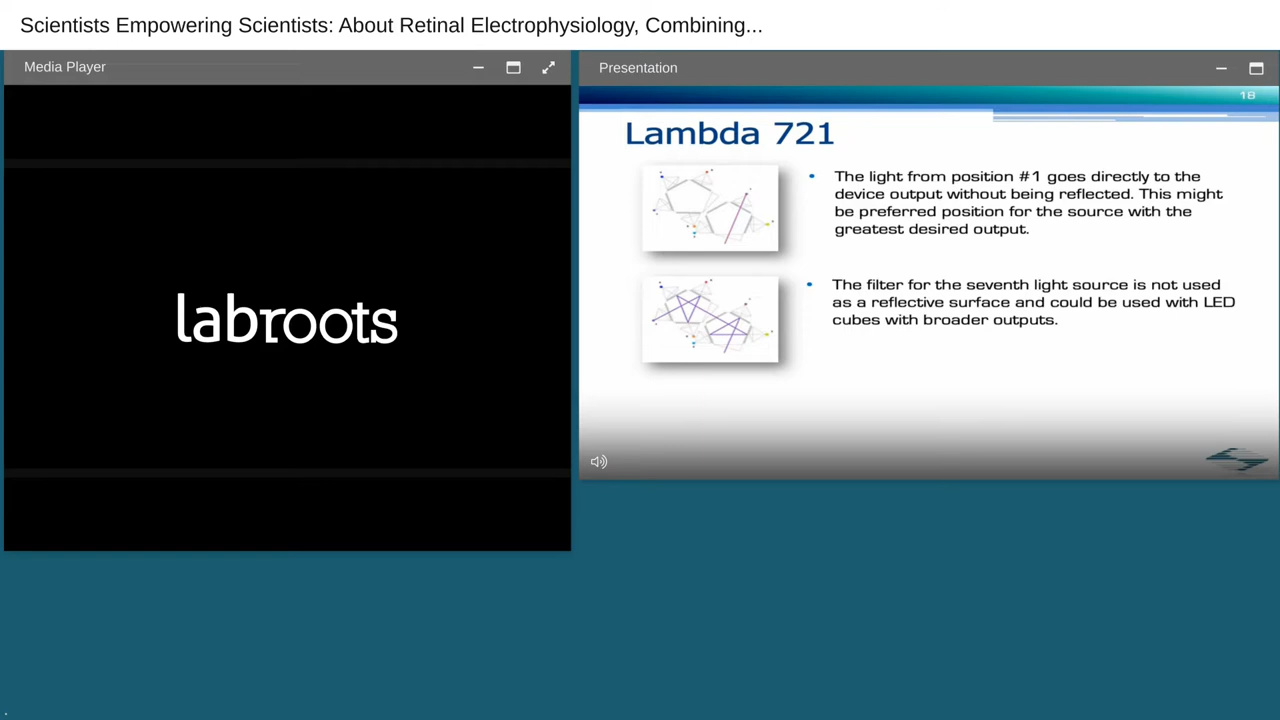 Scientists Empowering Scientists: About Retinal Electrophysiology, Combining...
Media Player
Presentation
18
Lambda 721
• The light from position #1 goes directly to the
device output without being reflected. This might
be preferred position for the source with the
greatest desired output.
• The filter for the seventh light source is not used
as a reflective surface and could be used with LED
cubes with broader outputs.
labroots